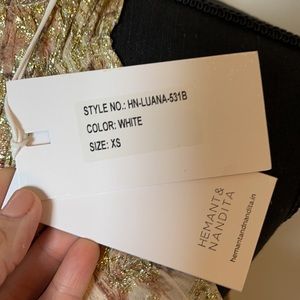 STYLE NO.: HN-LUANA-531B
COLOR: WHITE
SIZE: XS
HEMANT &
NANDITA
hemantandnandita.in